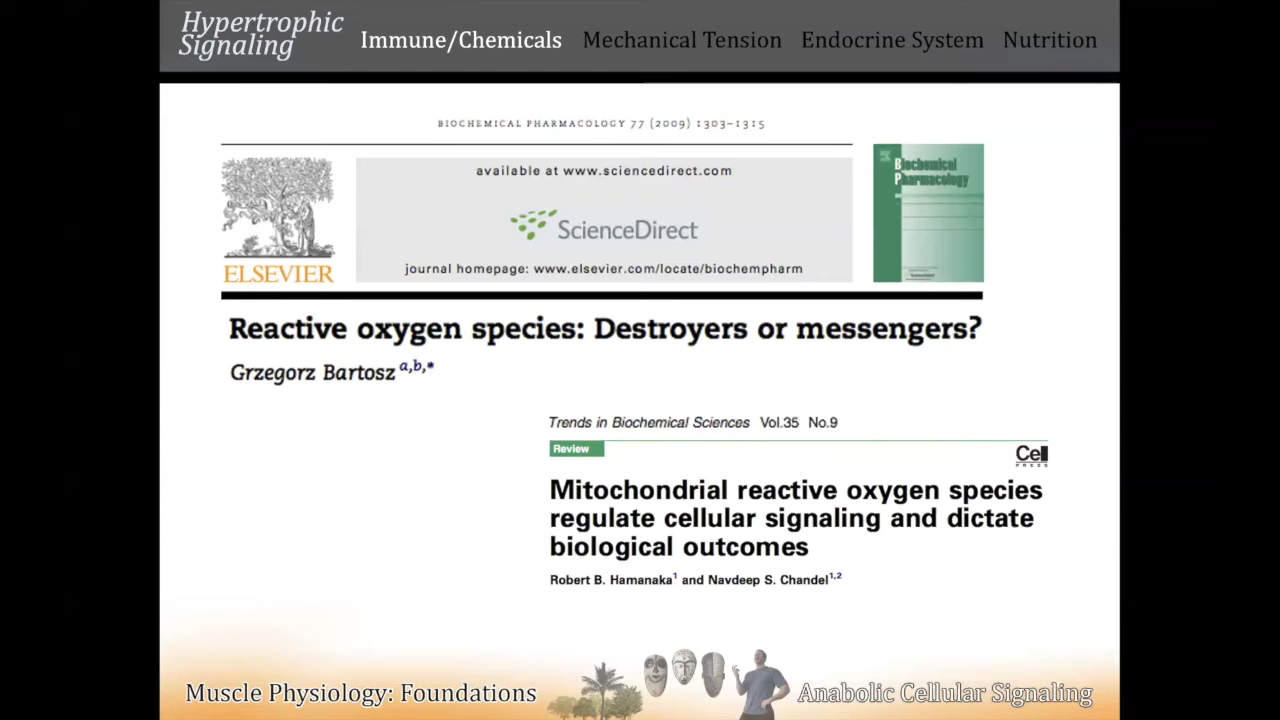 Hypertrophic
Signaling
Immune/Chemicals Mechanical Tension Endocrine System Nutrition
BIOCHEMICAL PHARMACOLOGY 77 (2009) 1303–1315
available at www.sciencedirect.com
ScienceDirect
journal homepage: www.elsevier.com/locate/biochempharm
ELSEVIER
Biochemical
Pharmacology
Reactive oxygen species: Destroyers or messengers?
Grzegorz Bartosz a,b,*
Trends in Biochemical Sciences Vol.35 No.9
Review
Cell
PRESS
Mitochondrial reactive oxygen species
regulate cellular signaling and dictate
biological outcomes
Robert B. Hamanaka1 and Navdeep S. Chandel1,2
Muscle Physiology: Foundations
Anabolic Cellular Signaling